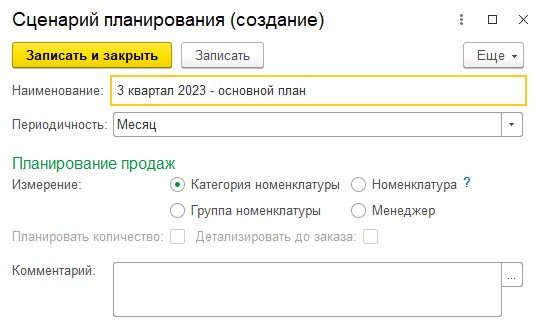 Сценарий планирования (создание)
Записать и закрыть Записать Еще
Наименование: 3 квартал 2023 - основной план
Периодичность: Месяц
Планирование продаж
Измерение: Категория номенклатуры Номенклатура ?
Группа номенклатуры Менеджер
Планировать количество: Детализировать до заказа:
Комментарий: ...